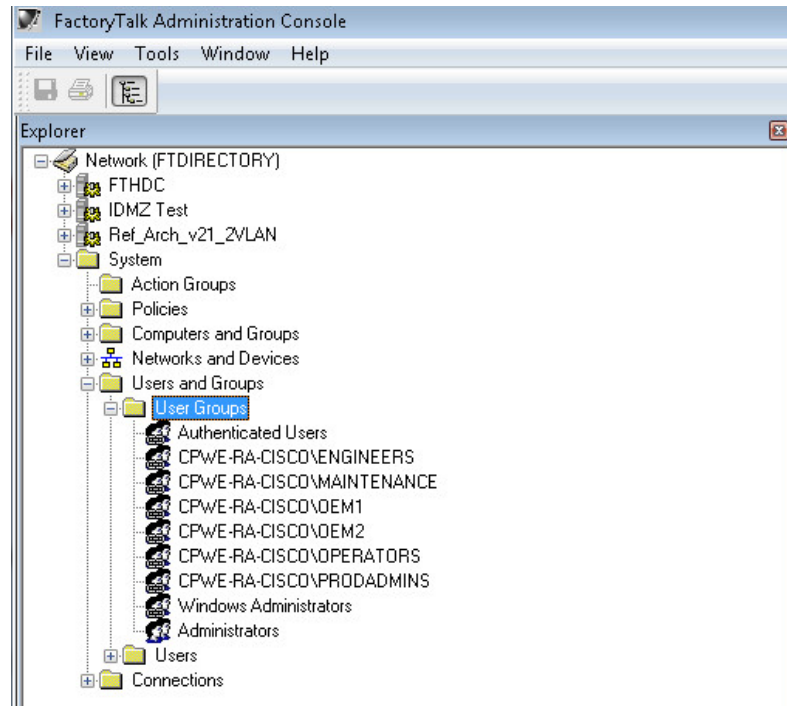 FactoryTalk Administration Console
File View Tools Window Help
Explorer
Network (FTDIRECTORY)
FTHDC
IDMZ Test
Ref_Arch_v21_2VLAN
System
Action Groups
Policies
Computers and Groups
Networks and Devices
Users and Groups
User Groups
Authenticated Users
CPWE-RA-CISCO\ENGINEERS
CPWE-RA-CISCO\MAINTENANCE
CPWE-RA-CISCO\OEM1
CPWE-RA-CISCO\OEM2
CPWE-RA-CISCO\OPERATORS
CPWE-RA-CISCO\PRODADMINS
Windows Administrators
Administrators
Users
Connections